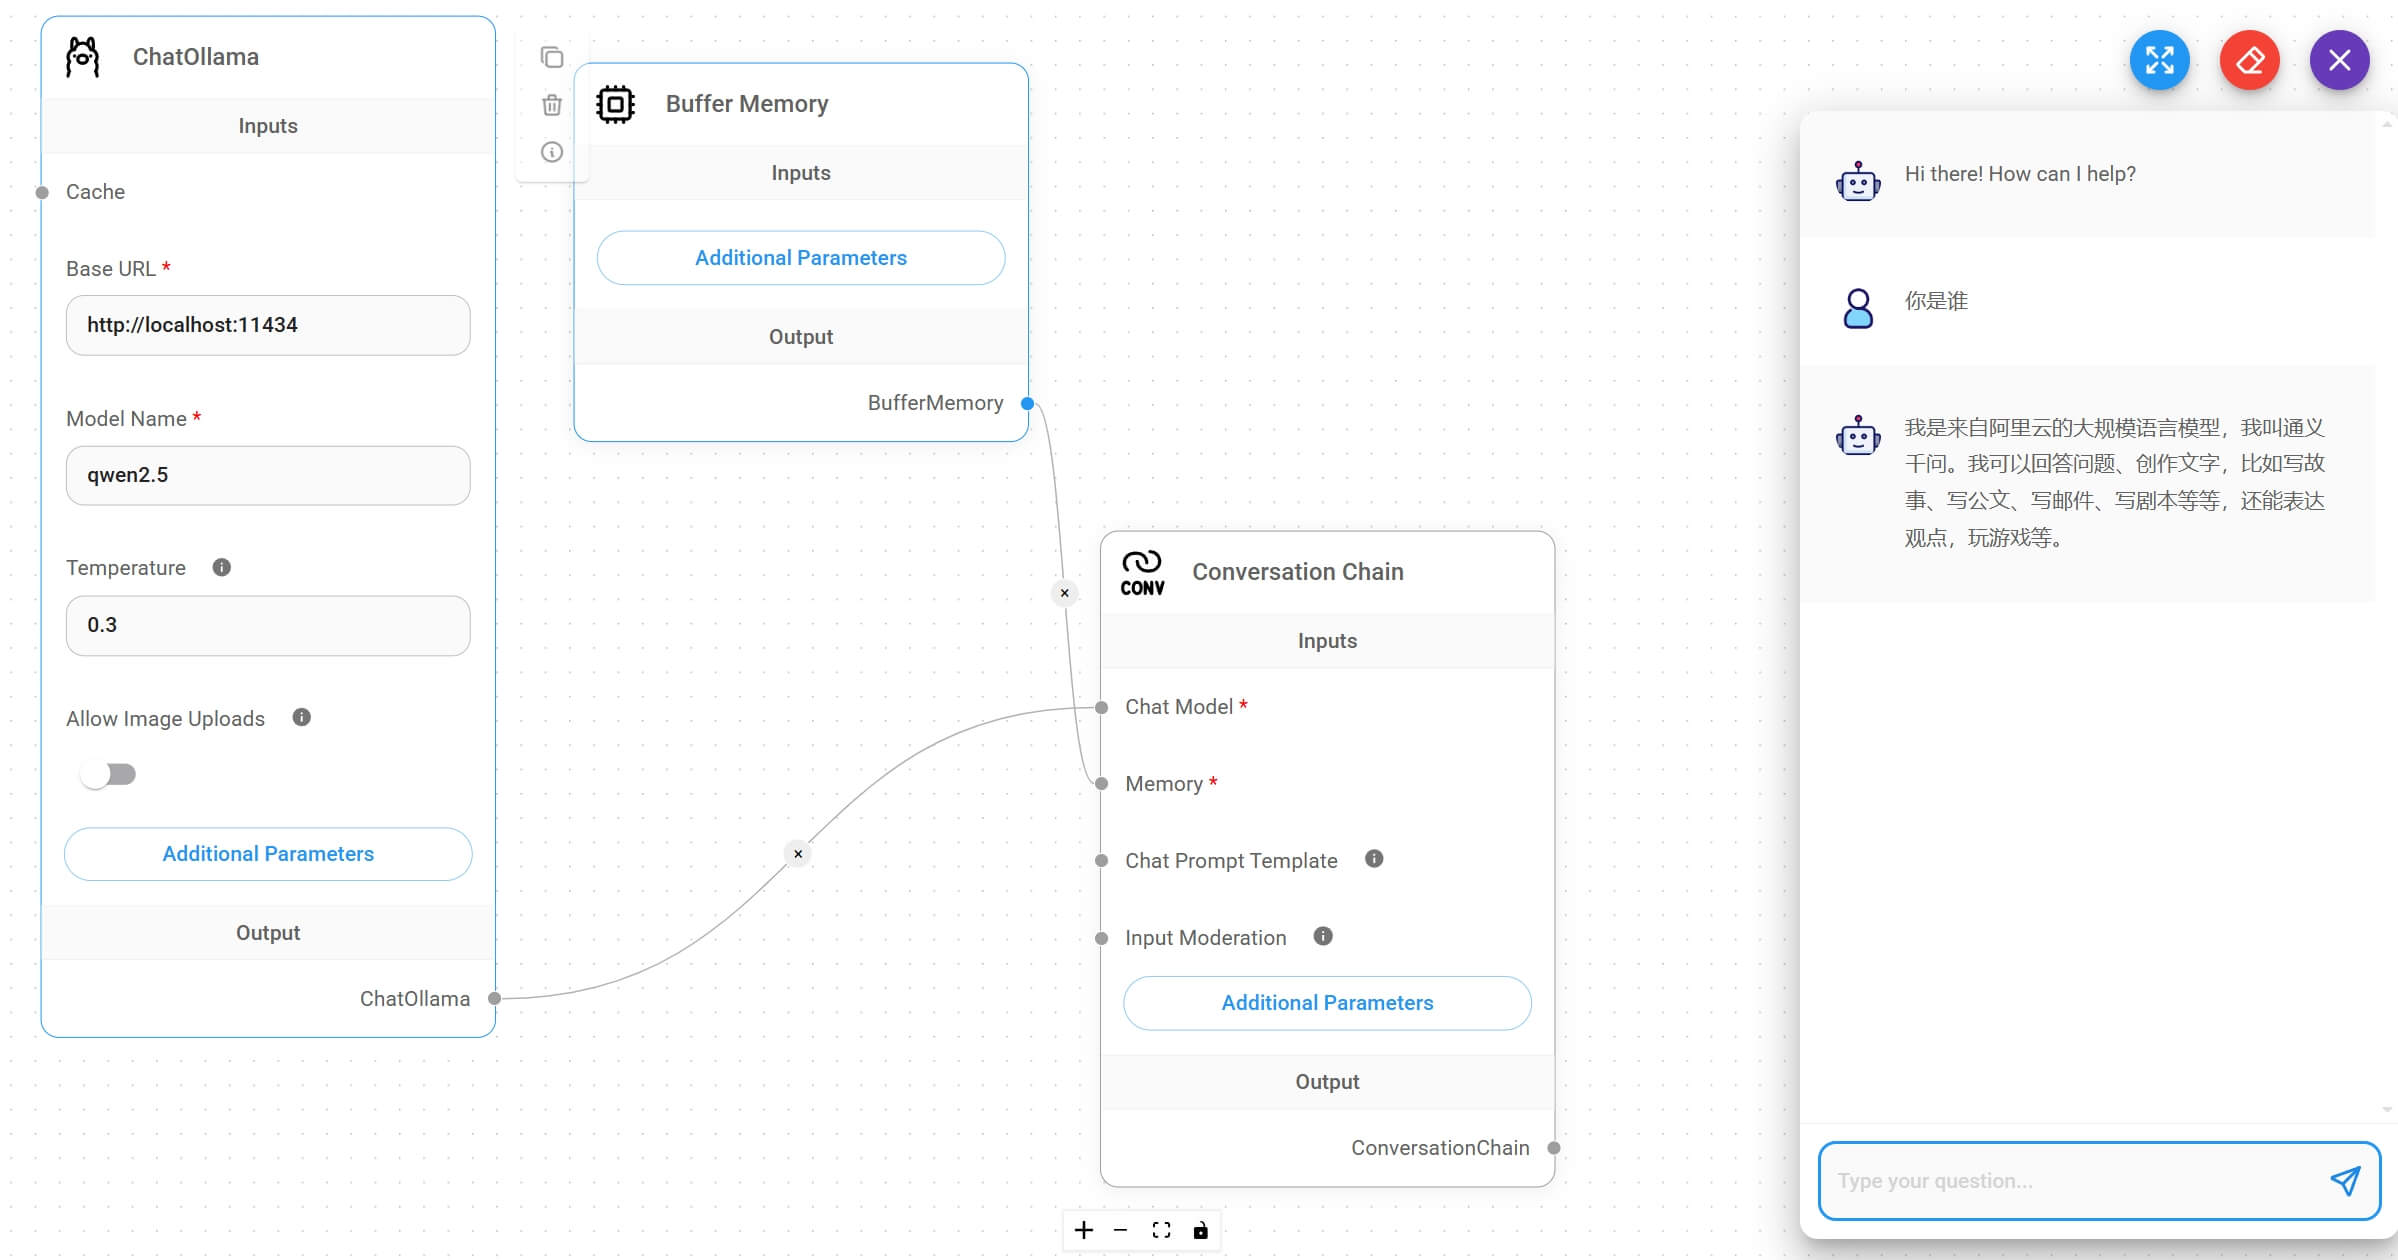 ChatOllama
Inputs
Cache
Base URL *
http://localhost:11434
Model Name *
qwen2.5
Temperature
0.3
Allow Image Uploads
Additional Parameters
Output
ChatOllama
Buffer Memory
Inputs
Additional Parameters
Output
BufferMemory
CONV
Conversation Chain
Inputs
Chat Model *
Memory *
Chat Prompt Template
Input Moderation
Additional Parameters
Output
ConversationChain
Hi there! How can I help?
你是谁
我是来自阿里云的大规模语言模型，我叫通义
千问。我可以回答问题、创作文字，比如写故
事、写公文、写邮件、写剧本等等，还能表达
观点，玩游戏等。
Type your question...